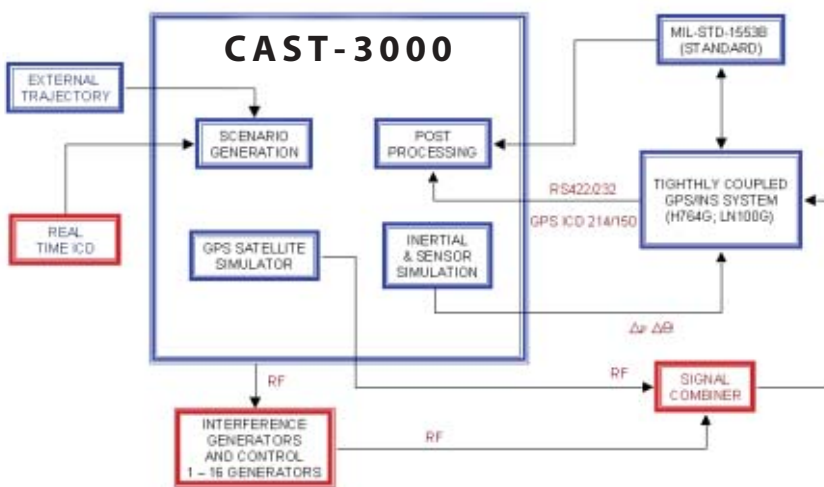 CAST-3000
MIL-STD-1553B
(STANDARD)
EXTERNAL
TRAJECTORY
SCENARIO
GENERATION
POST
PROCESSING
RS422/232
GPS ICD 214/150
TIGHTHLY COUPLED
GPS/INS SYSTEM
(H764G; LN100G)
REAL
TIME ICD
GPS SATELLITE
SIMULATOR
INERTIAL
& SENSOR
SIMULATION
RF
RF
SIGNAL
COMBINER
INTERFERENCE
GENERATORS
AND CONTROL
1 – 16 GENERATORS
RF